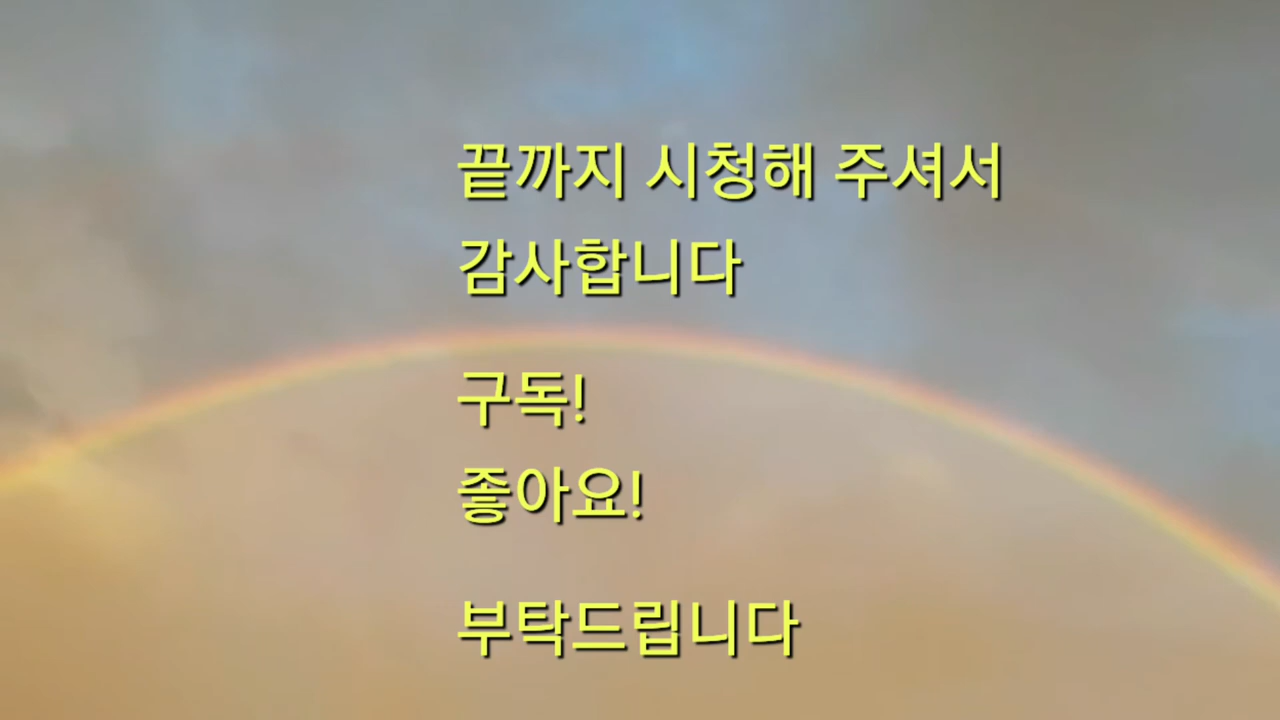 끝까지 시청해 주셔서
감사합니다
구독!
좋아요!
부탁드립니다